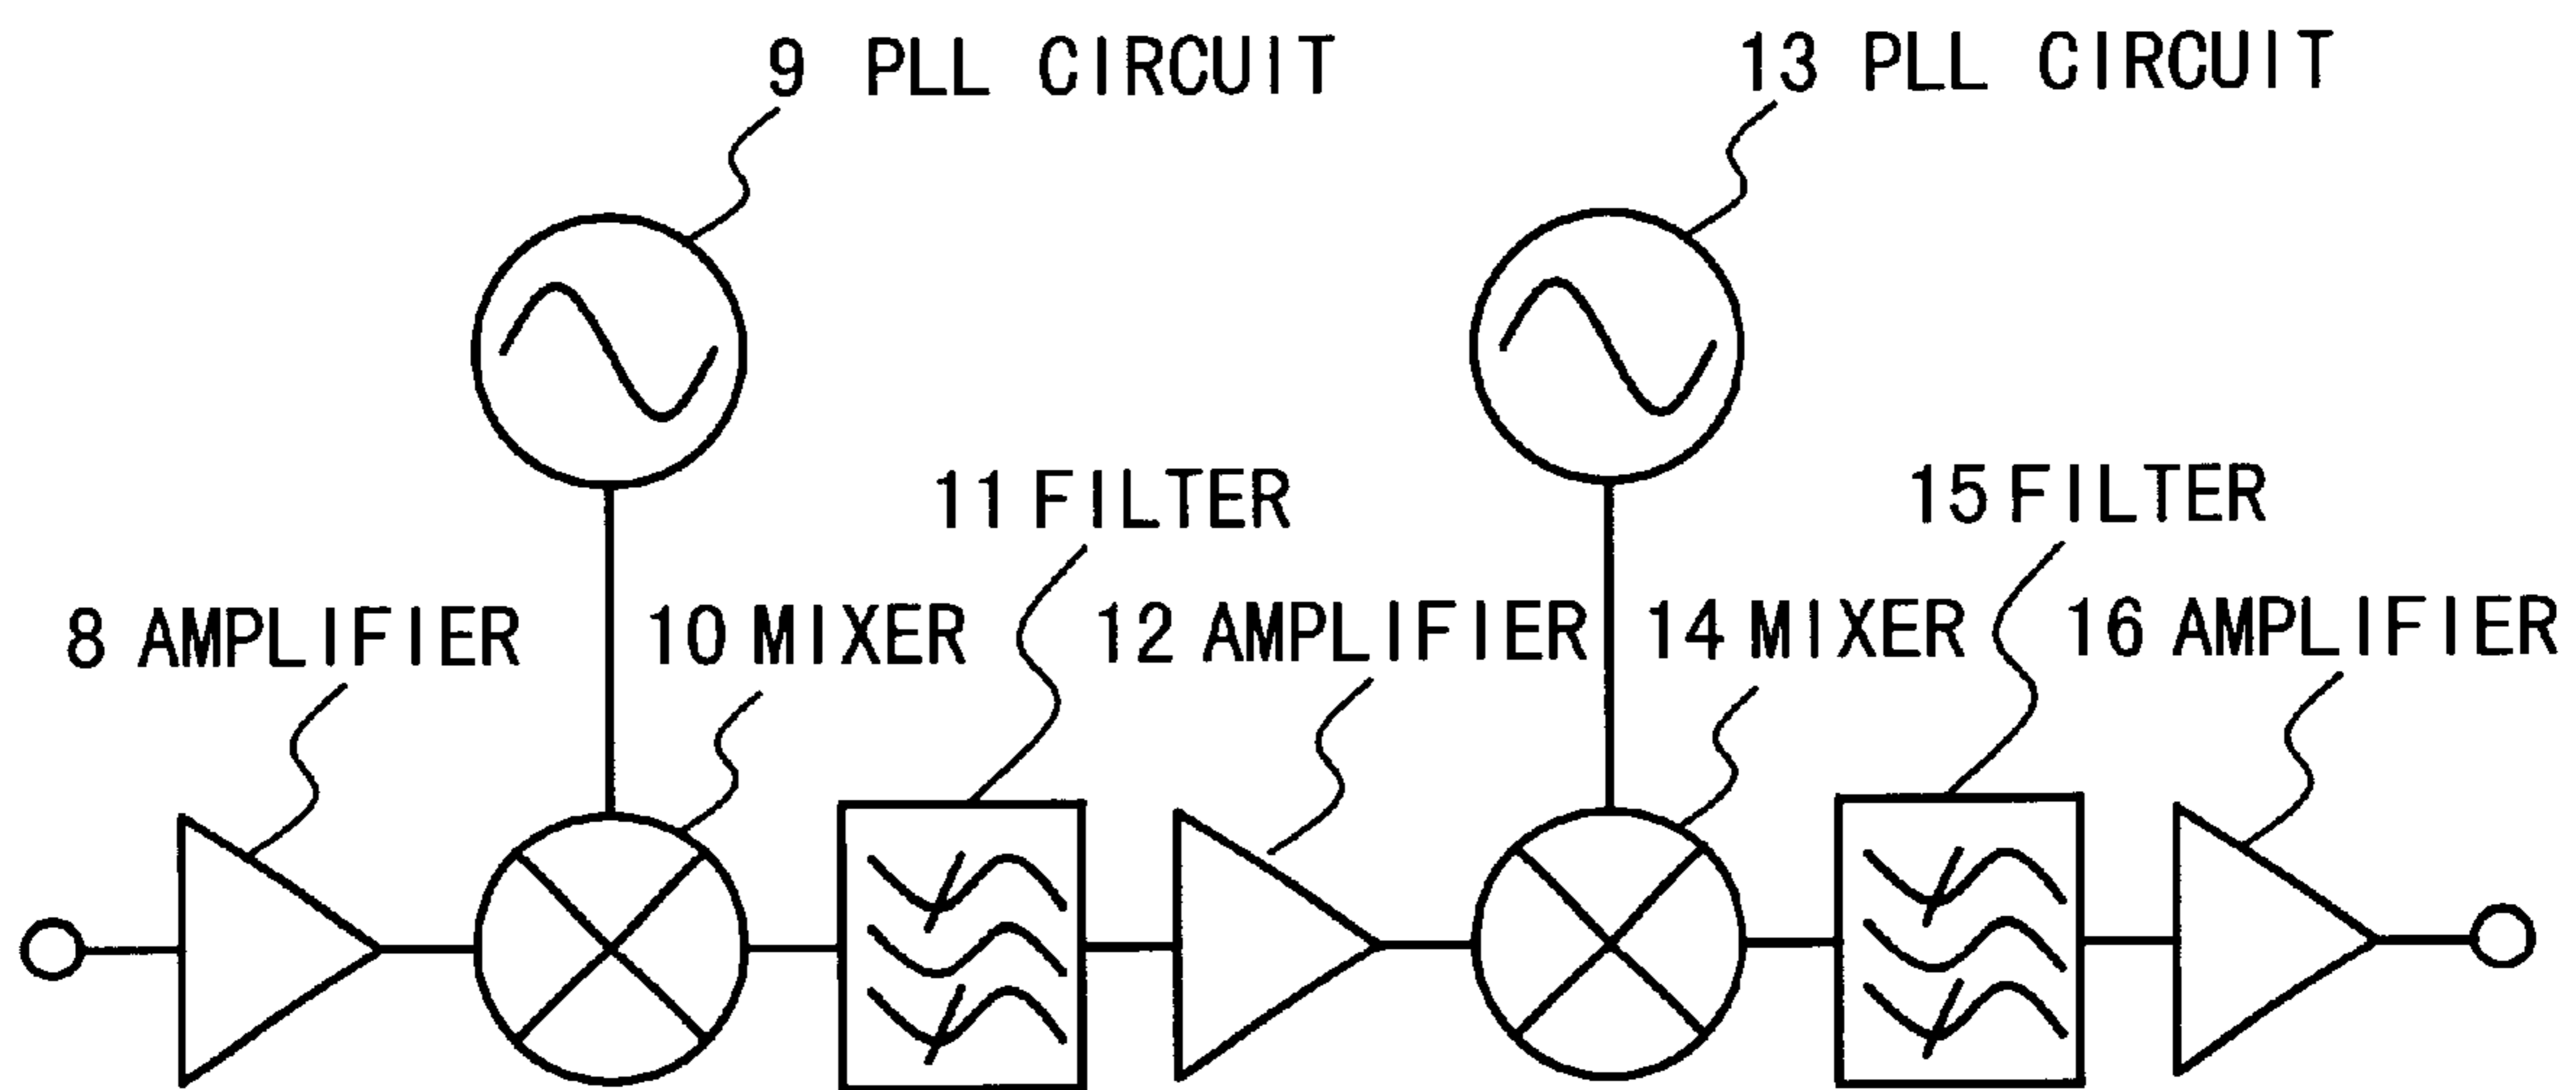 9 PLL CIRCUIT
13 PLL CIRCUIT
11 FILTER
15 FILTER
8 AMPLIFIER
10 MIXER
12 AMPLIFIER
14 MIXER
16 AMPLIFIER